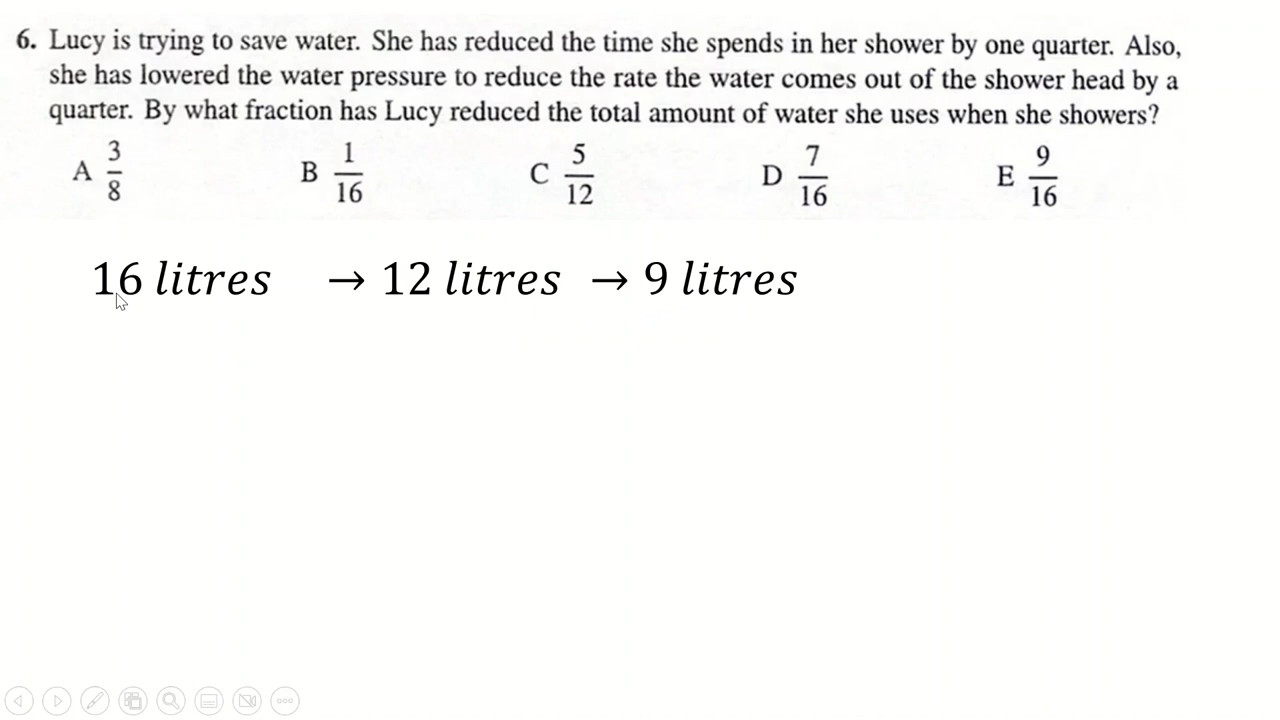 6. Lucy is trying to save water. She has reduced the time she spends in her shower by one quarter. Also,
she has lowered the water pressure to reduce the rate the water comes out of the shower head by a
quarter. By what fraction has Lucy reduced the total amount of water she uses when she showers?
A 3/8 B 1/16 C 5/12 D 7/16 E 9/16
16 litres → 12 litres → 9 litres